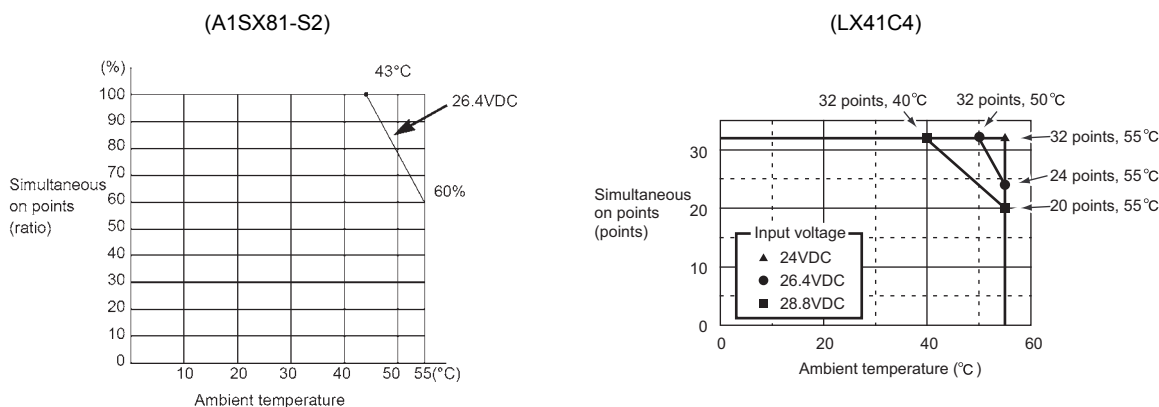 (A1SX81-S2)
(%)
43°C
100
26.4VDC
90
80
70
Simultaneous
on points
(ratio)
60%
60
50
40
30
20
10
0
10 20 30 40 50 55(°C)
Ambient temperature
(LX41C4)
32 points, 40°C
32 points, 50°C
32 points, 55°C
24 points, 55°C
20 points, 55°C
Simultaneous
on points
(points)
30
20
10
0
Input voltage
▲ 24VDC
● 26.4VDC
■ 28.8VDC
0 20 40 60
Ambient temperature (°C)